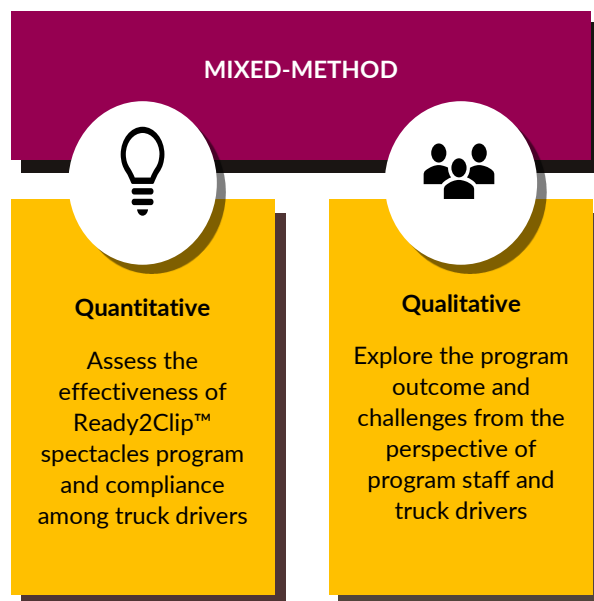 MIXED-METHOD
Quantitative
Assess the
effectiveness of
Ready2Clip™
spectacles program
and compliance
among truck drivers
Qualitative
Explore the program
outcome and
challenges from the
perspective of
program staff and
truck drivers